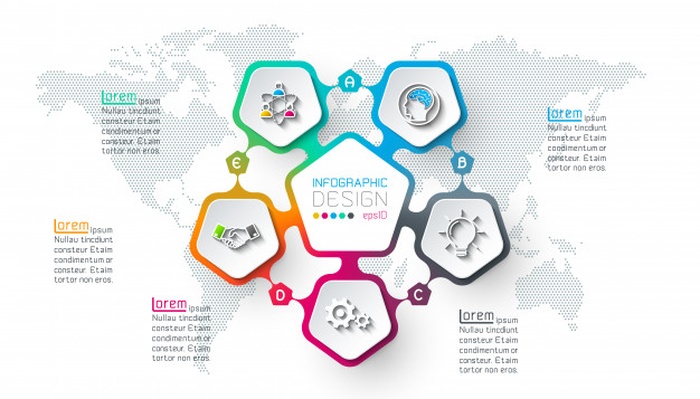 A
Lorem ipsum
Nullau tincidunt
consteur Etaim
condimentum or
consteur Etaim
tortor non eros.
Lorem ipsum
Nullau tincidunt
consteur Etaim
condimentum or
consteur Etaim
tortor non eros.
E
B
INFOGRAPHIC
DESIGN
eps10
Lorem ipsum
Nullau tincidunt
consteur Etaim
condimentum or
consteur Etaim
tortor non eros.
D
C
Lorem ipsum
Nullau tincidunt
consteur Etaim
condimentum or
consteur Etaim
tortor non eros.
Lorem ipsum
Nullau tincidunt
consteur Etaim
condimentum or
consteur Etaim
tortor non eros.